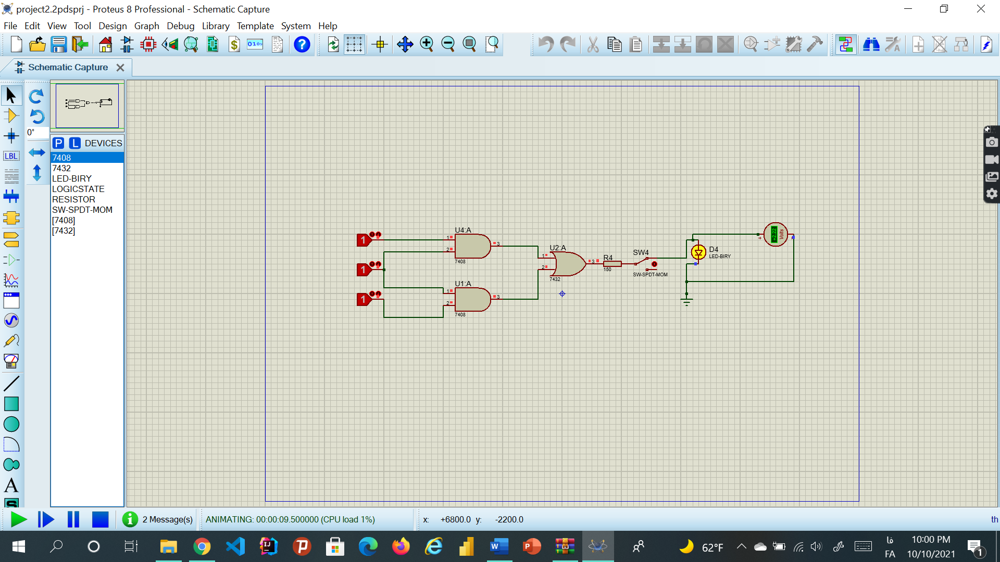 project2.2pdsprj - Proteus 8 Professional - Schematic Capture
File Edit View Tool Design Graph Debug Library Template System Help
Schematic Capture
0°
P L DEVICES
7408
7432
LED-BIRY
LOGICSTATE
RESISTOR
SW-SPDT-MOM
[7408]
[7432]
LBL
A
S
U4:A
1
2
3
7408
1
1
1
U1:A
1
2
3
7408
U2:A
1
2
3
7432
R4
150
SW4
SW-SPDT-MOM
D4
LED-BIRY
+
Volts
2 Message(s)
ANIMATING: 00:00:09.500000 (CPU load 1%)
x: +6800.0 y: -2200.0
th
62°F
فا
FA
10:00 PM
10/10/2021
1